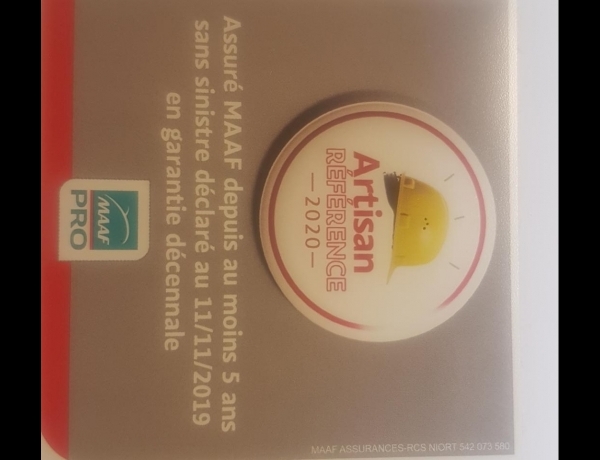 Artisan
RÉFÉRENCE
—2020—
Assuré MAAF depuis au moins 5 ans
sans sinistre déclaré au 11/11/2019
en garantie décennale
MAAF
PRO
MAAF ASSURANCES-RCS NIORT 542 073 580